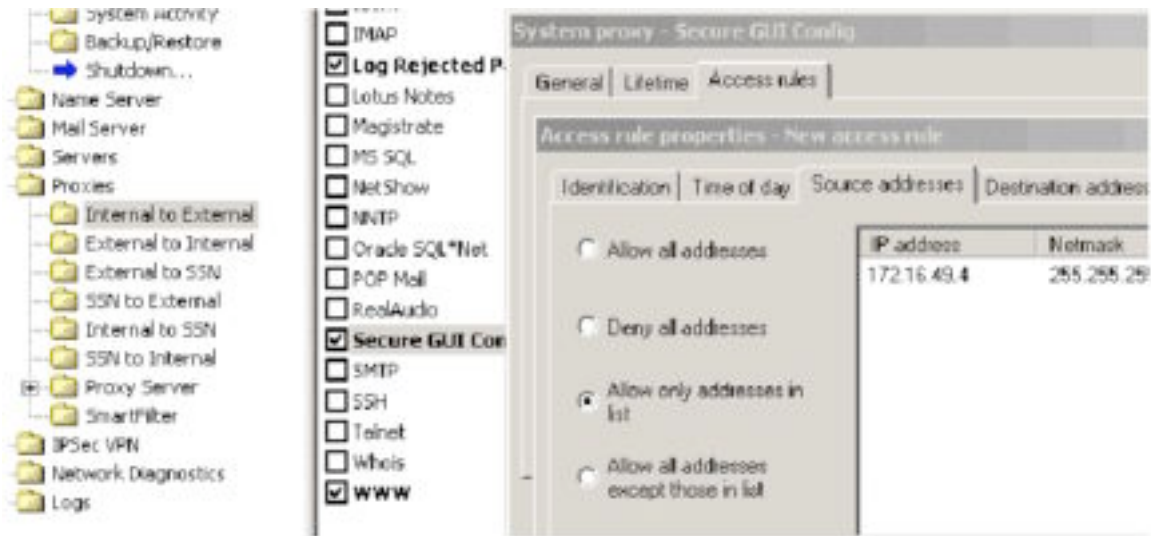 System Activity
Backup/Restore
Shutdown...
Name Server
Mail Server
Servers
Proxies
Internal to External
External to Internal
External to SSN
SSN to External
Internal to SSN
SSN to Internal
Proxy Server
SmartFilter
IPSec VPN
Network Diagnostics
Logs
IMAP
Log Rejected P
Lotus Notes
Magistrate
MS SQL
NetShow
NNTP
Oracle SQL*Net
POP Mail
RealAudio
Secure GUI Con
SMTP
SSH
Telnet
Whois
WWW
System proxy - Secure GUI Config
General Lifetime Access rules
Access rule properties - New access rule
Identification Time of day Source addresses Destination address
Allow all addresses
Deny all addresses
Allow only addresses in
list
Allow all addresses
except those in list
IP address Netmask
172.16.49.4 255.255.25